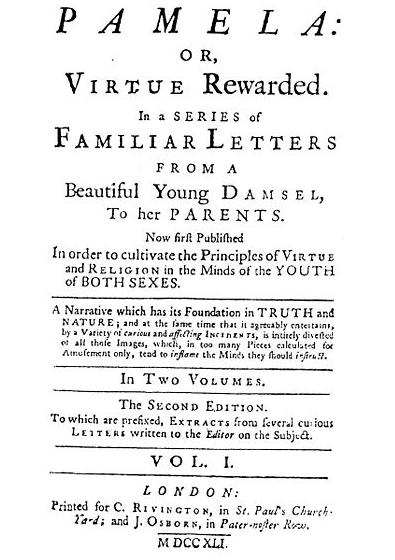 PAMELA:
OR,
VIRTUE Rewarded.
In a SERIES of
FAMILIAR LETTERS
FROM A
Beautiful Young DAMSEL,
To her PARENTS.
Now first Published
In order to cultivate the Principles of VIRTUE
and RELIGION in the Minds of the YOUTH
of BOTH SEXES.
A Narrative which has its Foundation in TRUTH and
NATURE; and at the same time that it agreeably entertains,
by a Variety of curious and affecting INCIDENTS, is intirely divested
of all those Images, which, in too many Pieces calculated for
Amusement only, tend to inflame the Minds they should instruct.
In Two VOLUMES.
The SECOND EDITION.
To which are prefixed, EXTRACTS from several curious
LETTERS written to the Editor on the Subject.
VOL. I.
LONDON:
Printed for C. RIVINGTON, in St. Paul's Church-
Yard; and J. OSBORN, in Pater-noster Row.
M DCC XLI.